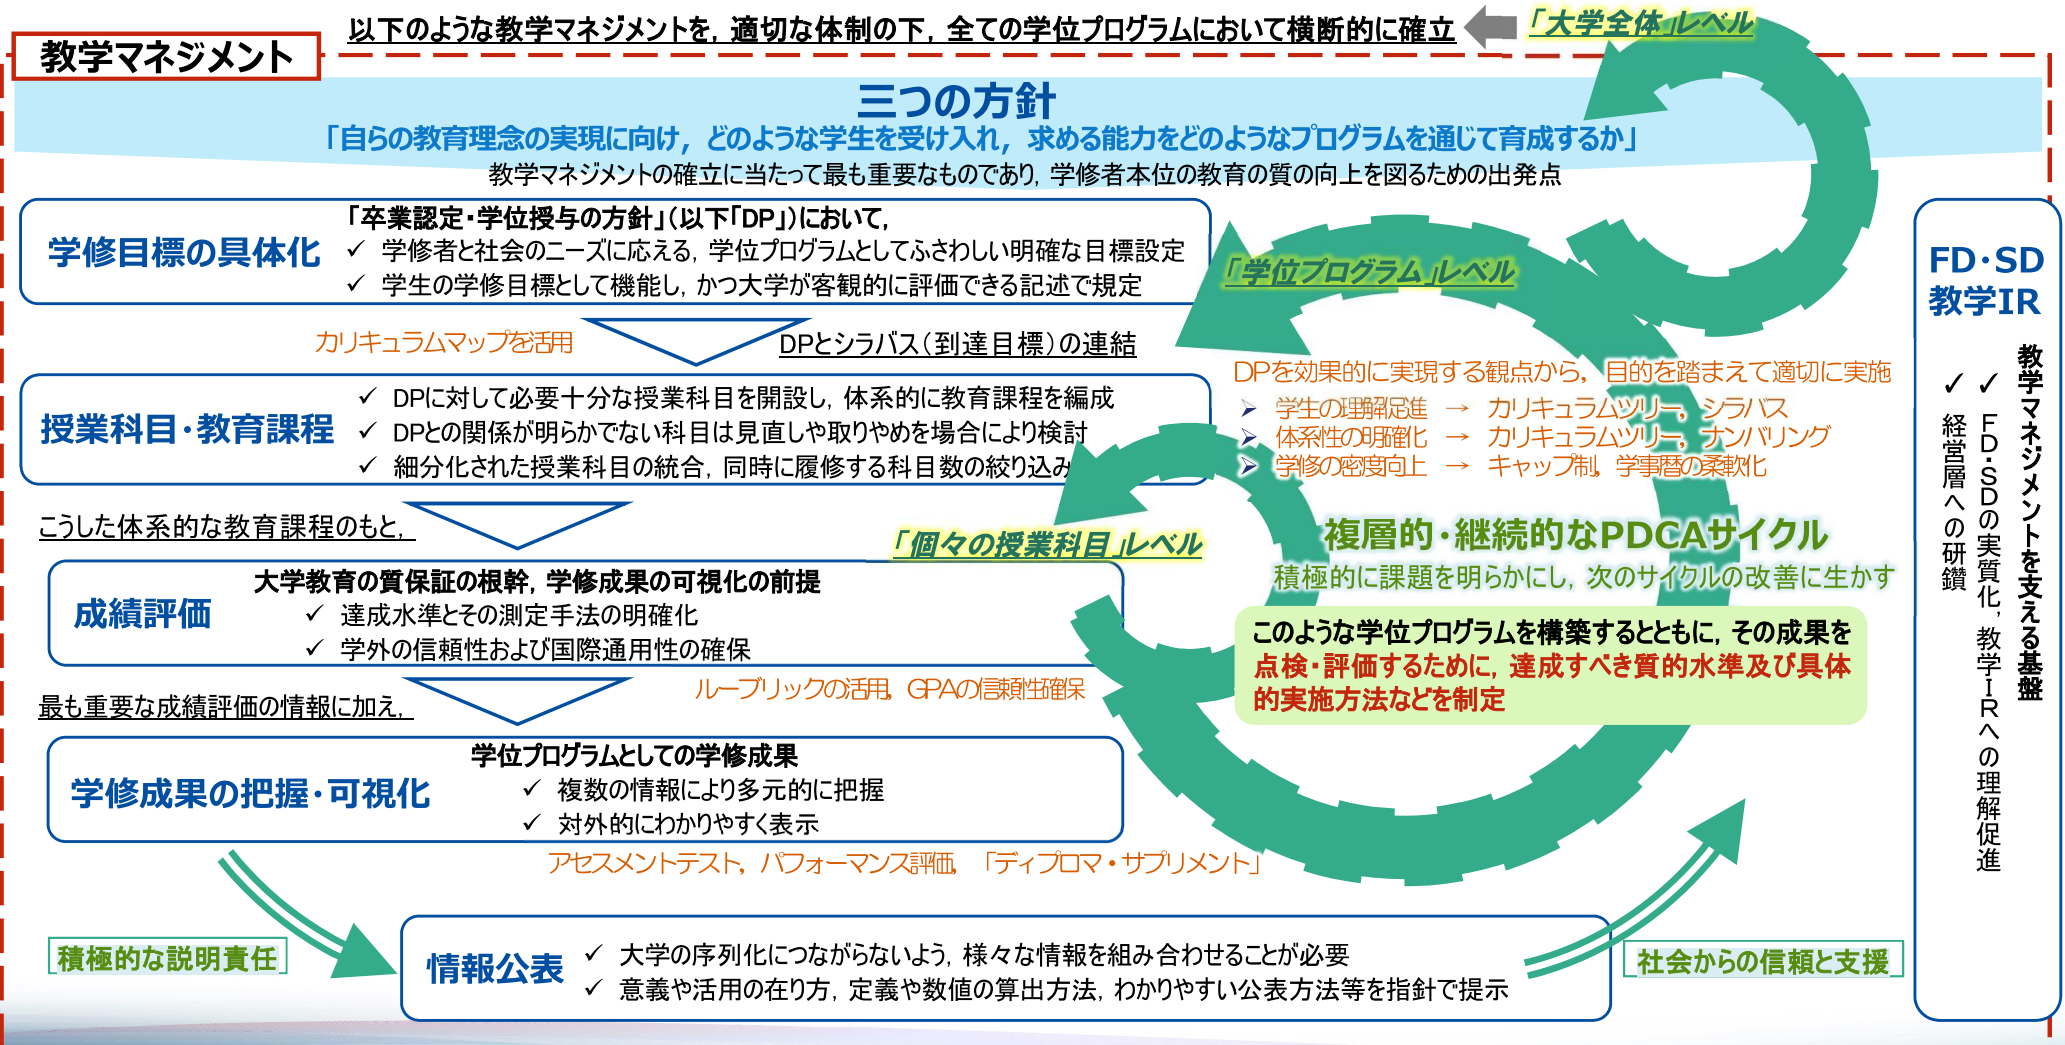 以下のような教学マネジメントを，適切な体制の下，全ての学位プログラムにおいて横断的に確立
「大学全体」レベル
教学マネジメント
三つの方針
「自らの教育理念の実現に向け，どのような学生を受け入れ，求める能力をどのようなプログラムを通じて育成するか」
教学マネジメントの確立に当たって最も重要なものであり，学修者本位の教育の質の向上を図るための出発点
学修目標の具体化
「卒業認定・学位授与の方針」（以下「DP」）において，
✓ 学修者と社会のニーズに応える，学位プログラムとしてふさわしい明確な目標設定
✓ 学生の学修目標として機能し，かつ大学が客観的に評価できる記述で規定
「学位プログラム」レベル
カリキュラムマップを活用
DPとシラバス（到達目標）の連結
授業科目・教育課程
✓ DPに対して必要十分な授業科目を開設し，体系的に教育課程を編成
✓ DPとの関係が明らかでない科目は見直しや取りやめを場合により検討
✓ 細分化された授業科目の統合，同時に履修する科目数の絞り込み
DPを効果的に実現する観点から，目的を踏まえて適切に実施
➢ 学生の理解促進 → カリキュラムツリー，シラバス
➢ 体系性の明確化 → カリキュラムツリー，ナンバリング
➢ 学修の密度向上 → キャップ制，学事暦の柔軟化
こうした体系的な教育課程のもと，
「個々の授業科目」レベル
複層的・継続的なPDCAサイクル
積極的に課題を明らかにし，次のサイクルの改善に生かす
成績評価
大学教育の質保証の根幹，学修成果の可視化の前提
✓ 達成水準とその測定手法の明確化
✓ 学外の信頼性および国際通用性の確保
このような学位プログラムを構築するとともに，その成果を
点検・評価するために，達成すべき質的水準及び具体
的実施方法などを制定
最も重要な成績評価の情報に加え，
ルーブリックの活用，GPAの信頼性確保
学修成果の把握・可視化
学位プログラムとしての学修成果
✓ 複数の情報により多元的に把握
✓ 対外的にわかりやすく表示
アセスメントテスト，パフォーマンス評価，「ディプロマ・サプリメント」
積極的な説明責任
情報公表
✓ 大学の序列化につながらないよう，様々な情報を組み合わせることが必要
✓ 意義や活用の在り方，定義や数値の算出方法，わかりやすい公表方法等を指針で提示
社会からの信頼と支援
FD・SD
教学IR
教学マネジメントを支える基盤
✓ FD・SDの実質化，教学IRへの理解促進
✓ 経営層への研鑽